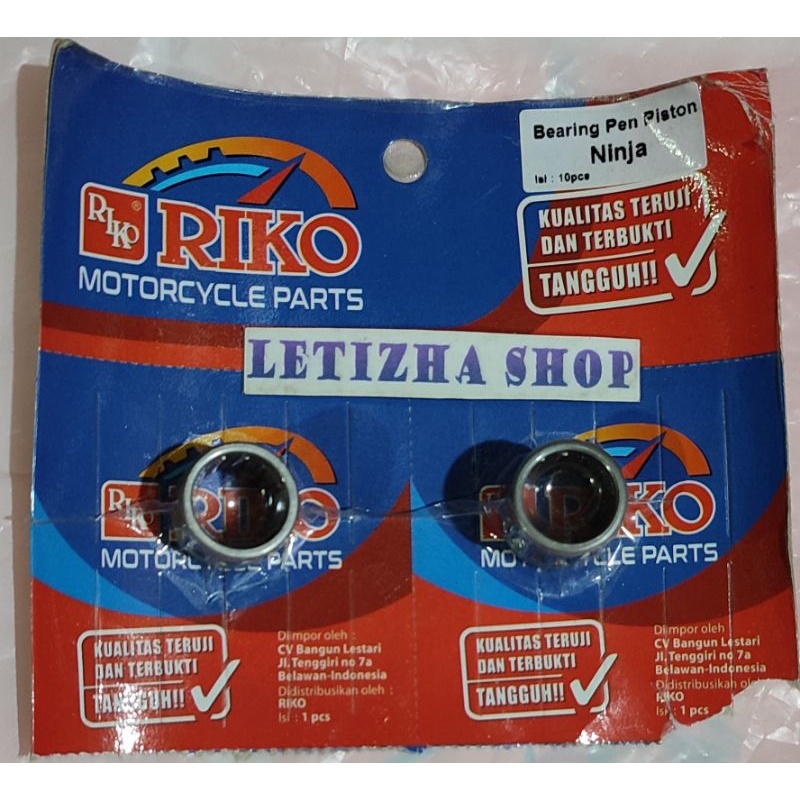 Bearing Pen Piston
Ninja
Isi : 10pcs
RIKO®
RIKO
MOTORCYCLE PARTS
KUALITAS TERUJI
DAN TERBUKTI
TANGGUH!!
LETIZHA SHOP
RIKO
MOTORCYCLE PARTS
KUALITAS TERUJI
DAN TERBUKTI
TANGGUH!!
Diimpor oleh :
CV Bangun Lestari
Jl. Tenggiri no 7a
Belawan-Indonesia
Didistribusikan oleh :
RIKO
Isi : 1 pcs
MOTORCYCLE PARTS
KUALITAS TERUJI
DAN TERBUKTI
TANGGUH!!
Diimpor oleh
CV Bangun Lestari
Jl. Tenggiri no 7a
Belawan-Indonesia
Didistribusikan oleh
RIKO
Isi : 1 pcs